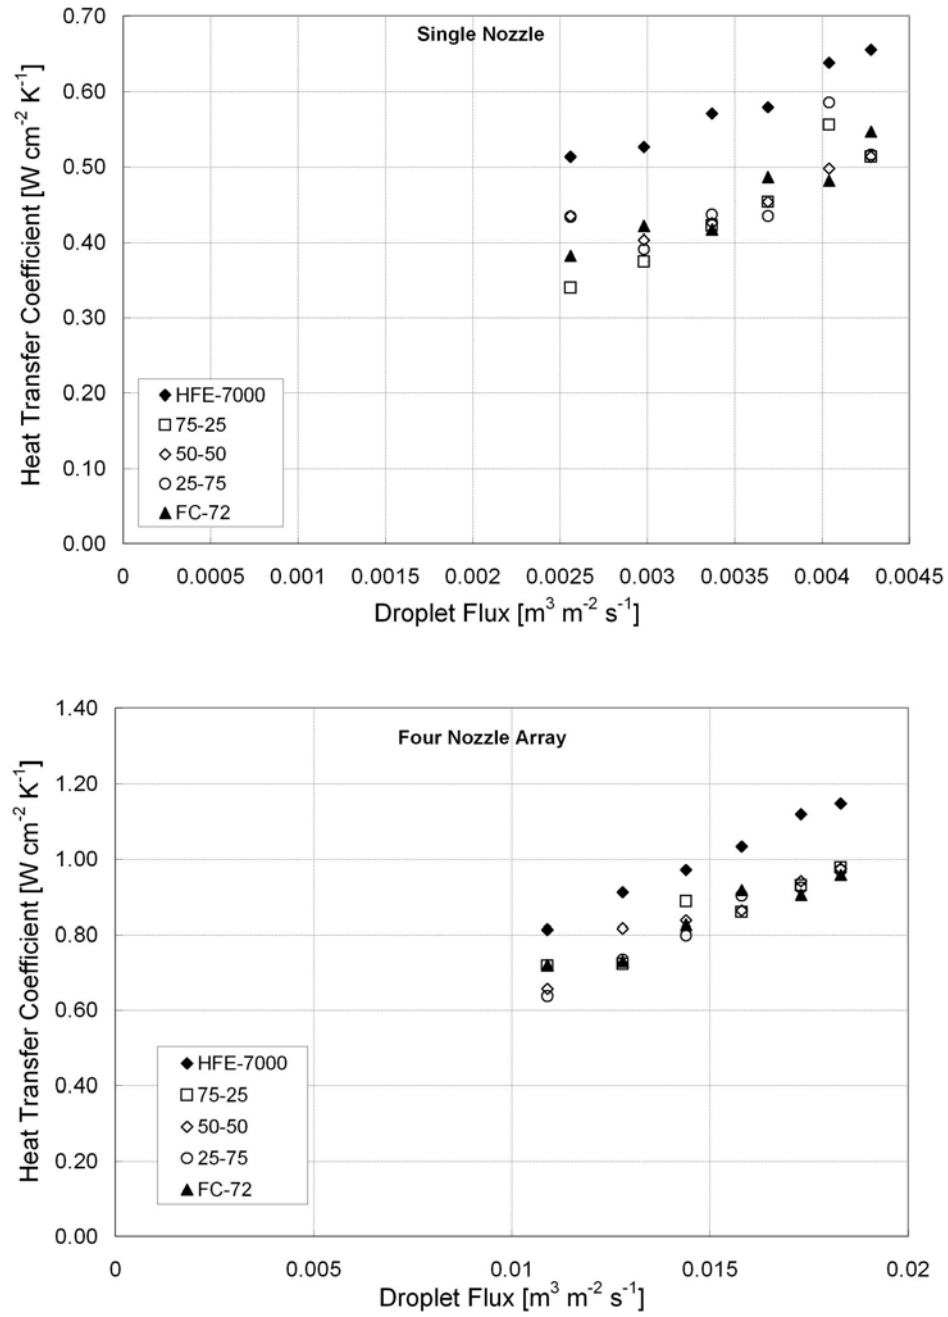 Single Nozzle
Heat Transfer Coefficient [W cm⁻² K⁻¹]
0.70
0.60
0.50
0.40
0.30
0.20
0.10
0.00
HFE-7000
75-25
50-50
25-75
FC-72
0 0.0005 0.001 0.0015 0.002 0.0025 0.003 0.0035 0.004 0.0045
Droplet Flux [m³ m⁻² s⁻¹]
Four Nozzle Array
Heat Transfer Coefficient [W cm⁻² K⁻¹]
1.40
1.20
1.00
0.80
0.60
0.40
0.20
0.00
HFE-7000
75-25
50-50
25-75
FC-72
0 0.005 0.01 0.015 0.02
Droplet Flux [m³ m⁻² s⁻¹]